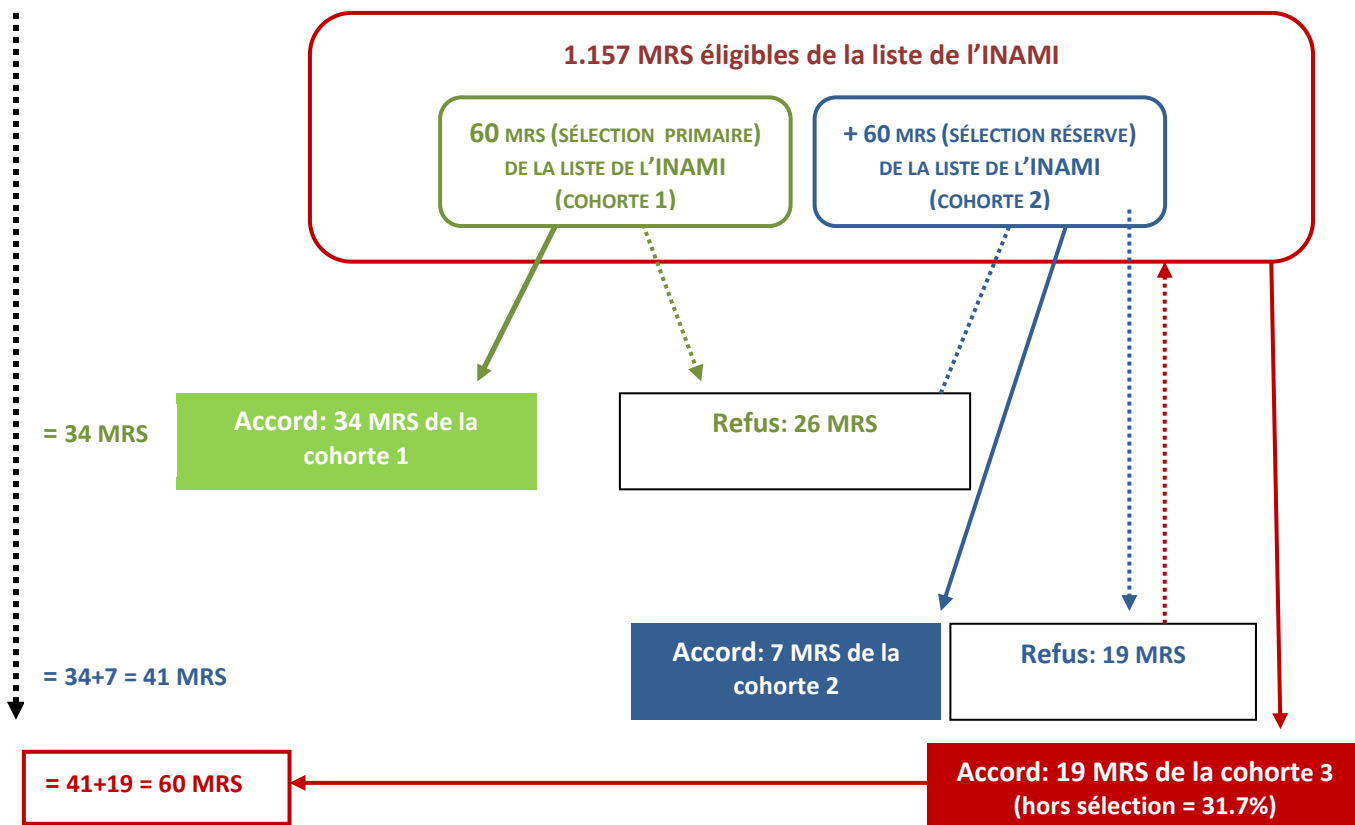 1.157 MRS éligibles de la liste de l’INAMI
60 MRS (SÉLECTION PRIMAIRE)
DE LA LISTE DE L’INAMI
(COHORTE 1)
+ 60 MRS (SÉLECTION RÉSERVE)
DE LA LISTE DE L’INAMI
(COHORTE 2)
= 34 MRS
Accord: 34 MRS de la
cohorte 1
Refus: 26 MRS
= 34+7 = 41 MRS
Accord: 7 MRS de la
cohorte 2
Refus: 19 MRS
= 41+19 = 60 MRS
Accord: 19 MRS de la cohorte 3
(hors sélection = 31.7%)